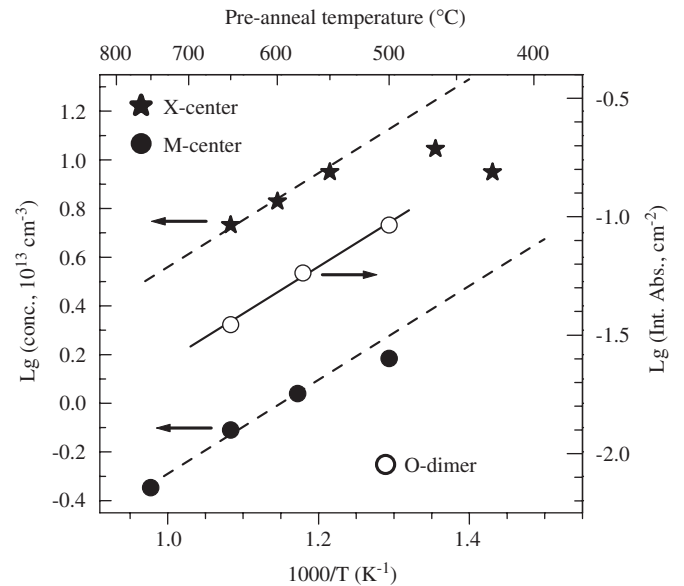 Pre-anneal temperature (°C)
800 700 600 500 400
X-center
M-center
O-dimer
Lg (conc., 10¹³ cm⁻³)
1.2
1.0
0.8
0.6
0.4
0.2
0.0
-0.2
-0.4
Lg (Int. Abs., cm⁻²)
-0.5
-1.0
-1.5
-2.0
1.0 1.2 1.4
1000/T (K⁻¹)